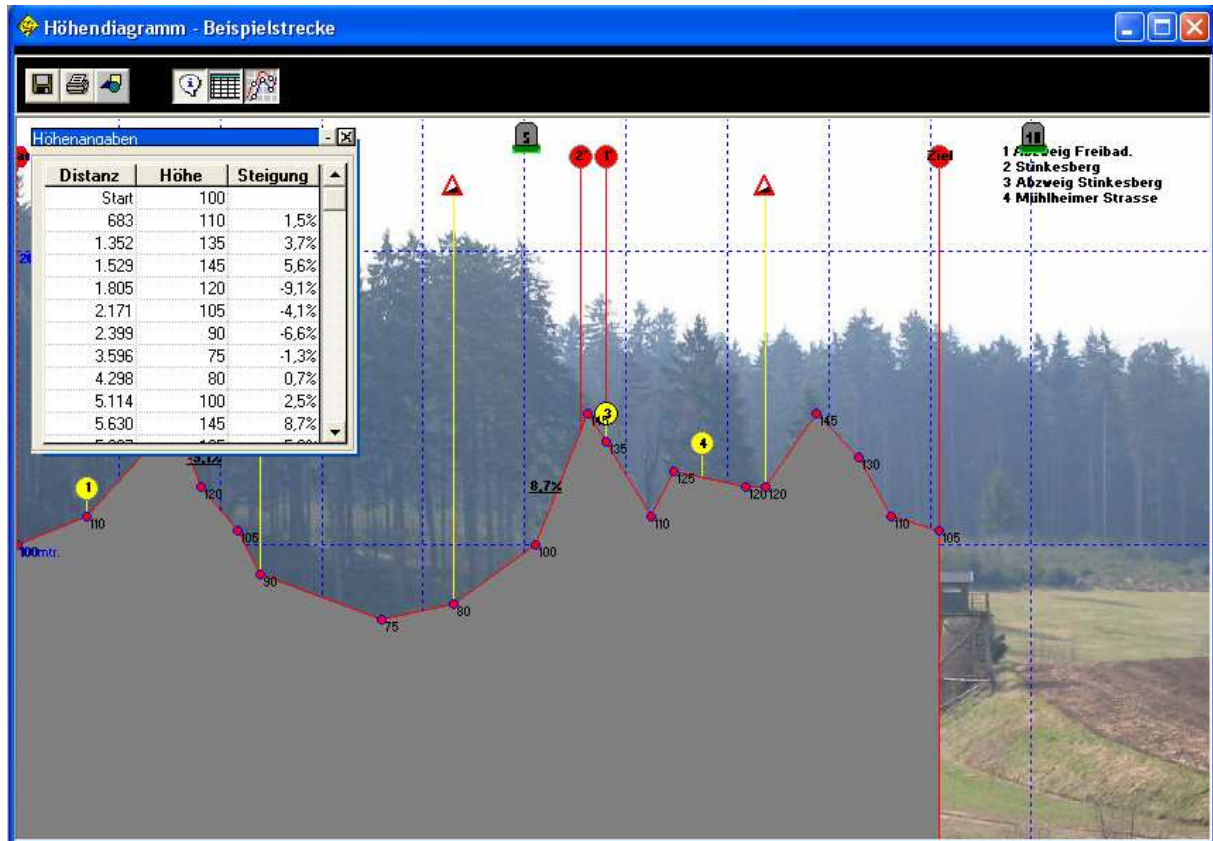 Höhendiagramm - Beispielstrecke
5
10
1 Abzweig Freibad.
2 Stinkesberg
3 Abzweig Stinkesberg
4 Mühlheimer Strasse
Höhenangaben
Distanz Höhe Steigung
Start 100
683 110 1,5%
1.352 135 3,7%
1.529 145 5,6%
1.805 120 -9,1%
2.171 105 -4,1%
2.399 90 -6,6%
3.596 75 -1,3%
4.298 80 0,7%
5.114 100 2,5%
5.630 145 8,7%
2' 1' Ziel
145
3
135
145
4
125
130
-9,1%
1
120
8,7%
120 120
110
110
110
105
105
100mtr.
100
90
80
75